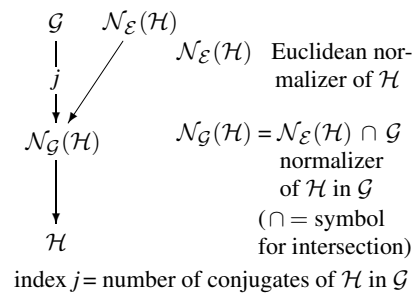 𝒢 𝒩_ℰ(ℋ)
𝒩_ℰ(ℋ) Euclidean nor-
malizer of ℋ
j
𝒩_𝒢(ℋ) 𝒩_𝒢(ℋ) = 𝒩_ℰ(ℋ) ∩ 𝒢
normalizer
of ℋ in 𝒢
(∩ = symbol
ℋ for intersection)
index j = number of conjugates of ℋ in 𝒢